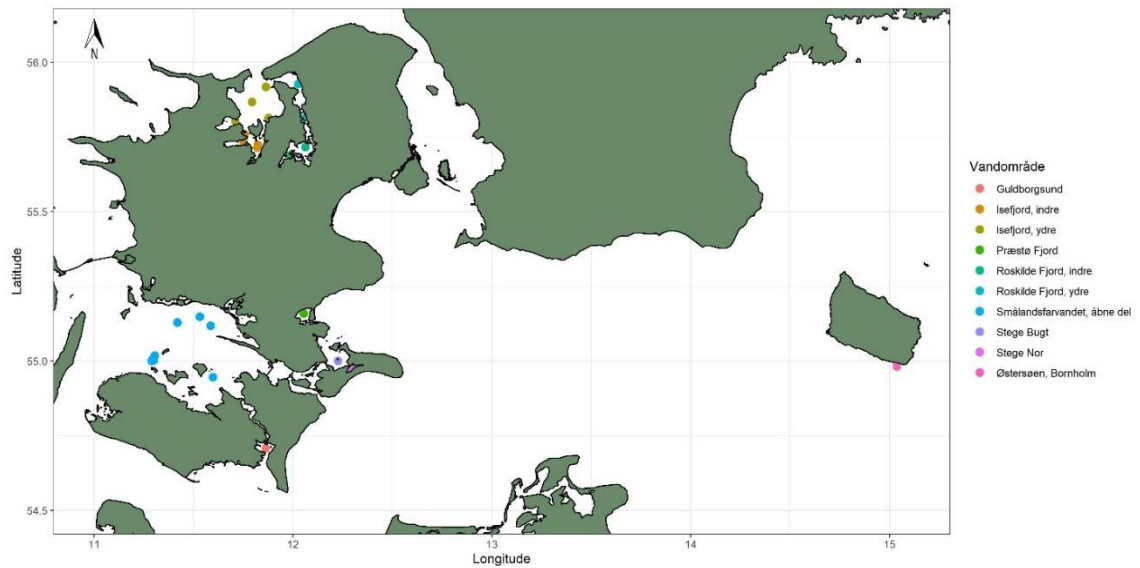 N
56.0
55.5
55.0
54.5
Latitude
11
12
13
14
15
Longitude
Vandområde
Guldborgsund
Isefjord, indre
Isefjord, ydre
Præstø Fjord
Roskilde Fjord, indre
Roskilde Fjord, ydre
Smålandsfarvandet, åbne del
Stege Bugt
Stege Nor
Østersøen, Bornholm